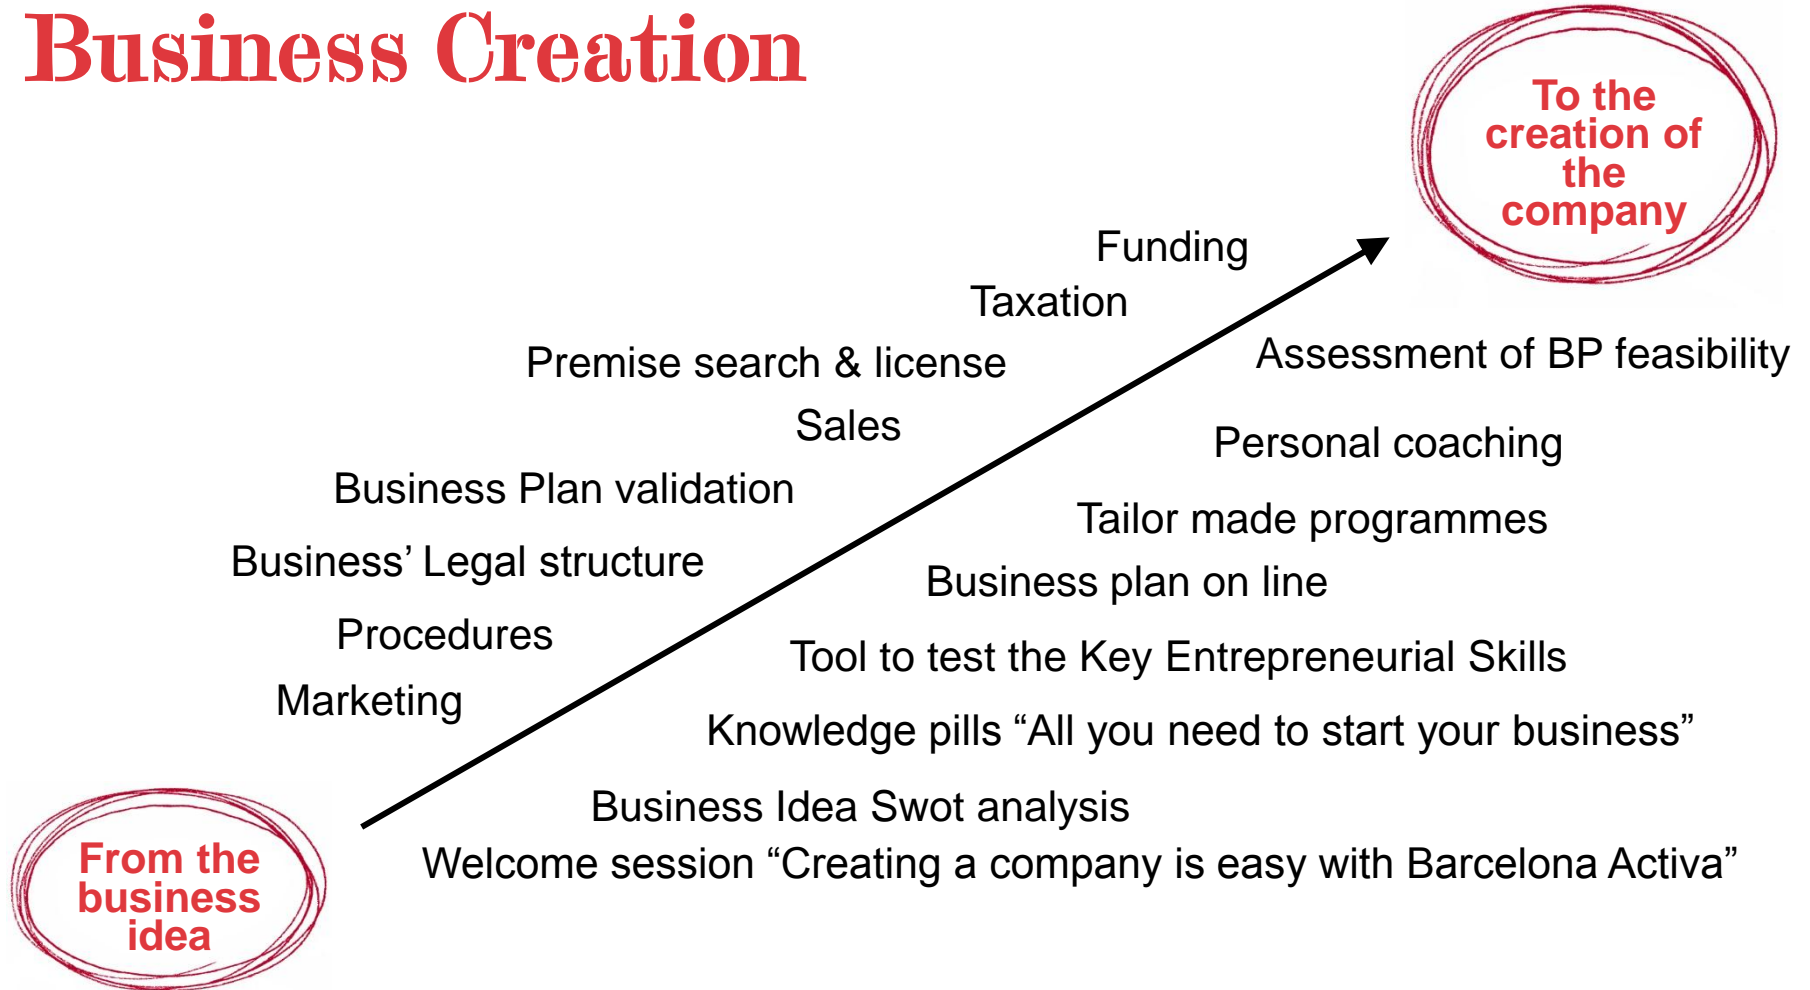 Business Creation
To the
creation of
the
company
Funding
Taxation
Premise search & license
Assessment of BP feasibility
Sales
Personal coaching
Business Plan validation
Tailor made programmes
Business’ Legal structure
Business plan on line
Procedures
Tool to test the Key Entrepreneurial Skills
Marketing
Knowledge pills “All you need to start your business”
Business Idea Swot analysis
Welcome session “Creating a company is easy with Barcelona Activa”
From the
business
idea